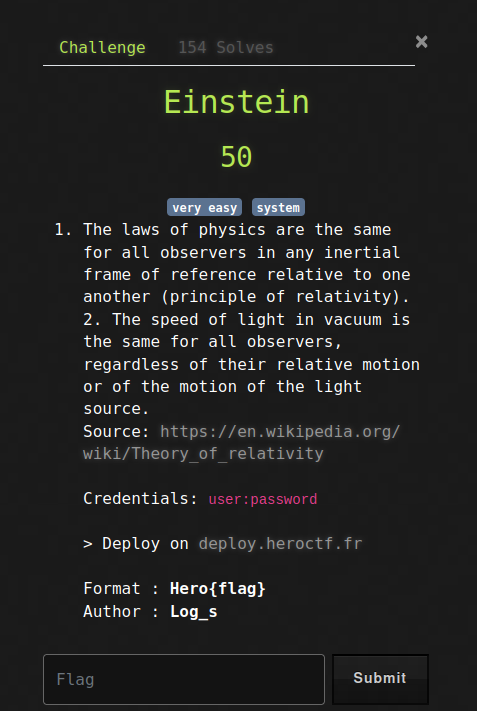 Challenge 154 Solves ×
Einstein
50
very easy system
1. The laws of physics are the same
for all observers in any inertial
frame of reference relative to one
another (principle of relativity).
2. The speed of light in vacuum is
the same for all observers,
regardless of their relative motion
or of the motion of the light
source.
Source: https://en.wikipedia.org/
wiki/Theory_of_relativity
Credentials: user:password
> Deploy on deploy.heroctf.fr
Format : Hero{flag}
Author : Log_s
Flag Submit